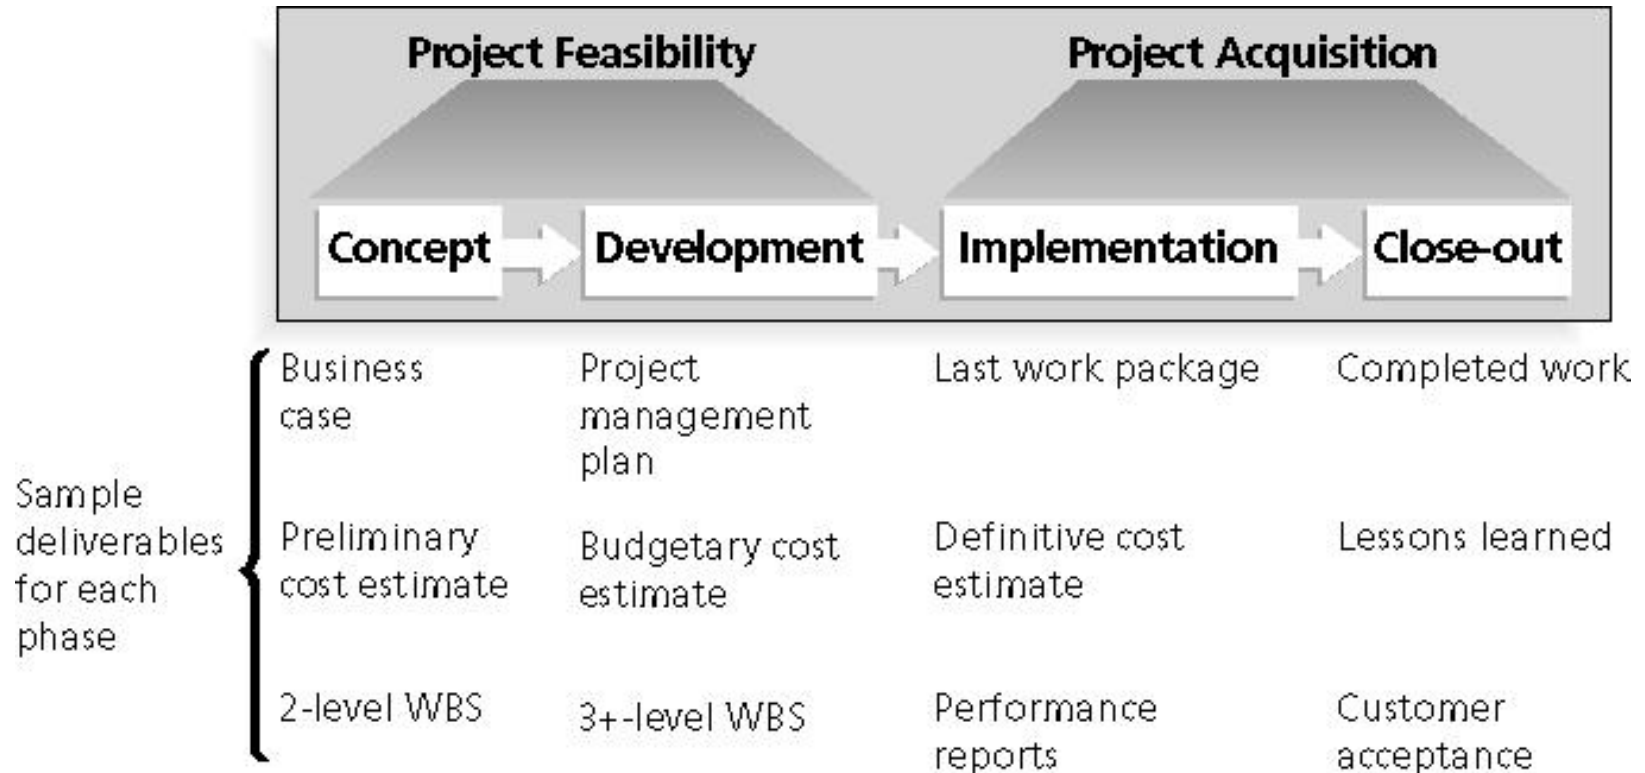 Project Feasibility
Project Acquisition
Concept
Development
Implementation
Close-out
Sample
deliverables
for each
phase
Business
case
Project
management
plan
Last work package
Completed work
Preliminary
cost estimate
Budgetary cost
estimate
Definitive cost
estimate
Lessons learned
2-level WBS
3+-level WBS
Performance
reports
Customer
acceptance